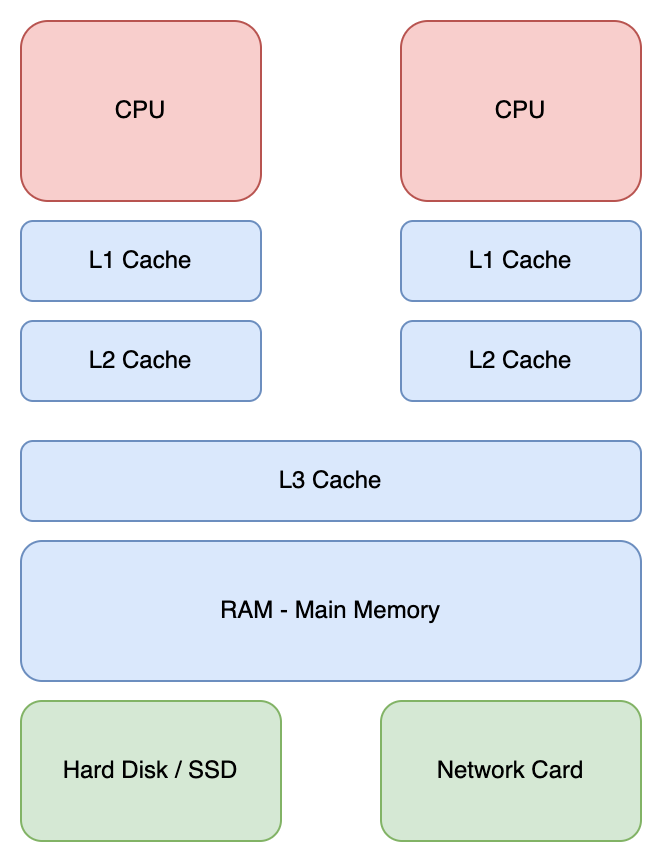 CPU
CPU
L1 Cache
L1 Cache
L2 Cache
L2 Cache
L3 Cache
RAM - Main Memory
Hard Disk / SSD
Network Card